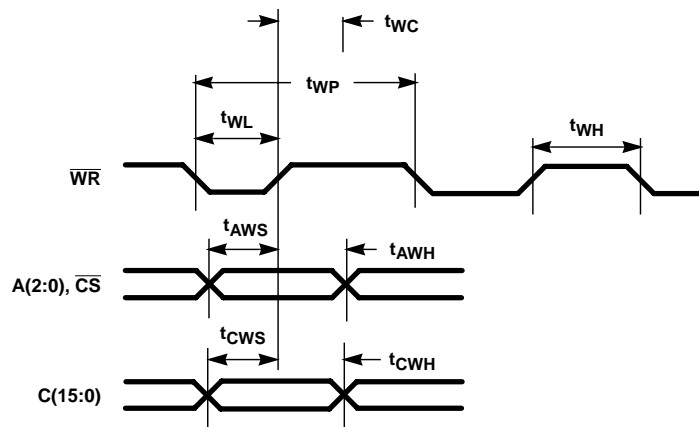 tWC
tWP
tWL
tWH
WR
tAWS
tAWH
A(2:0), CS
tCWS
tCWH
C(15:0)